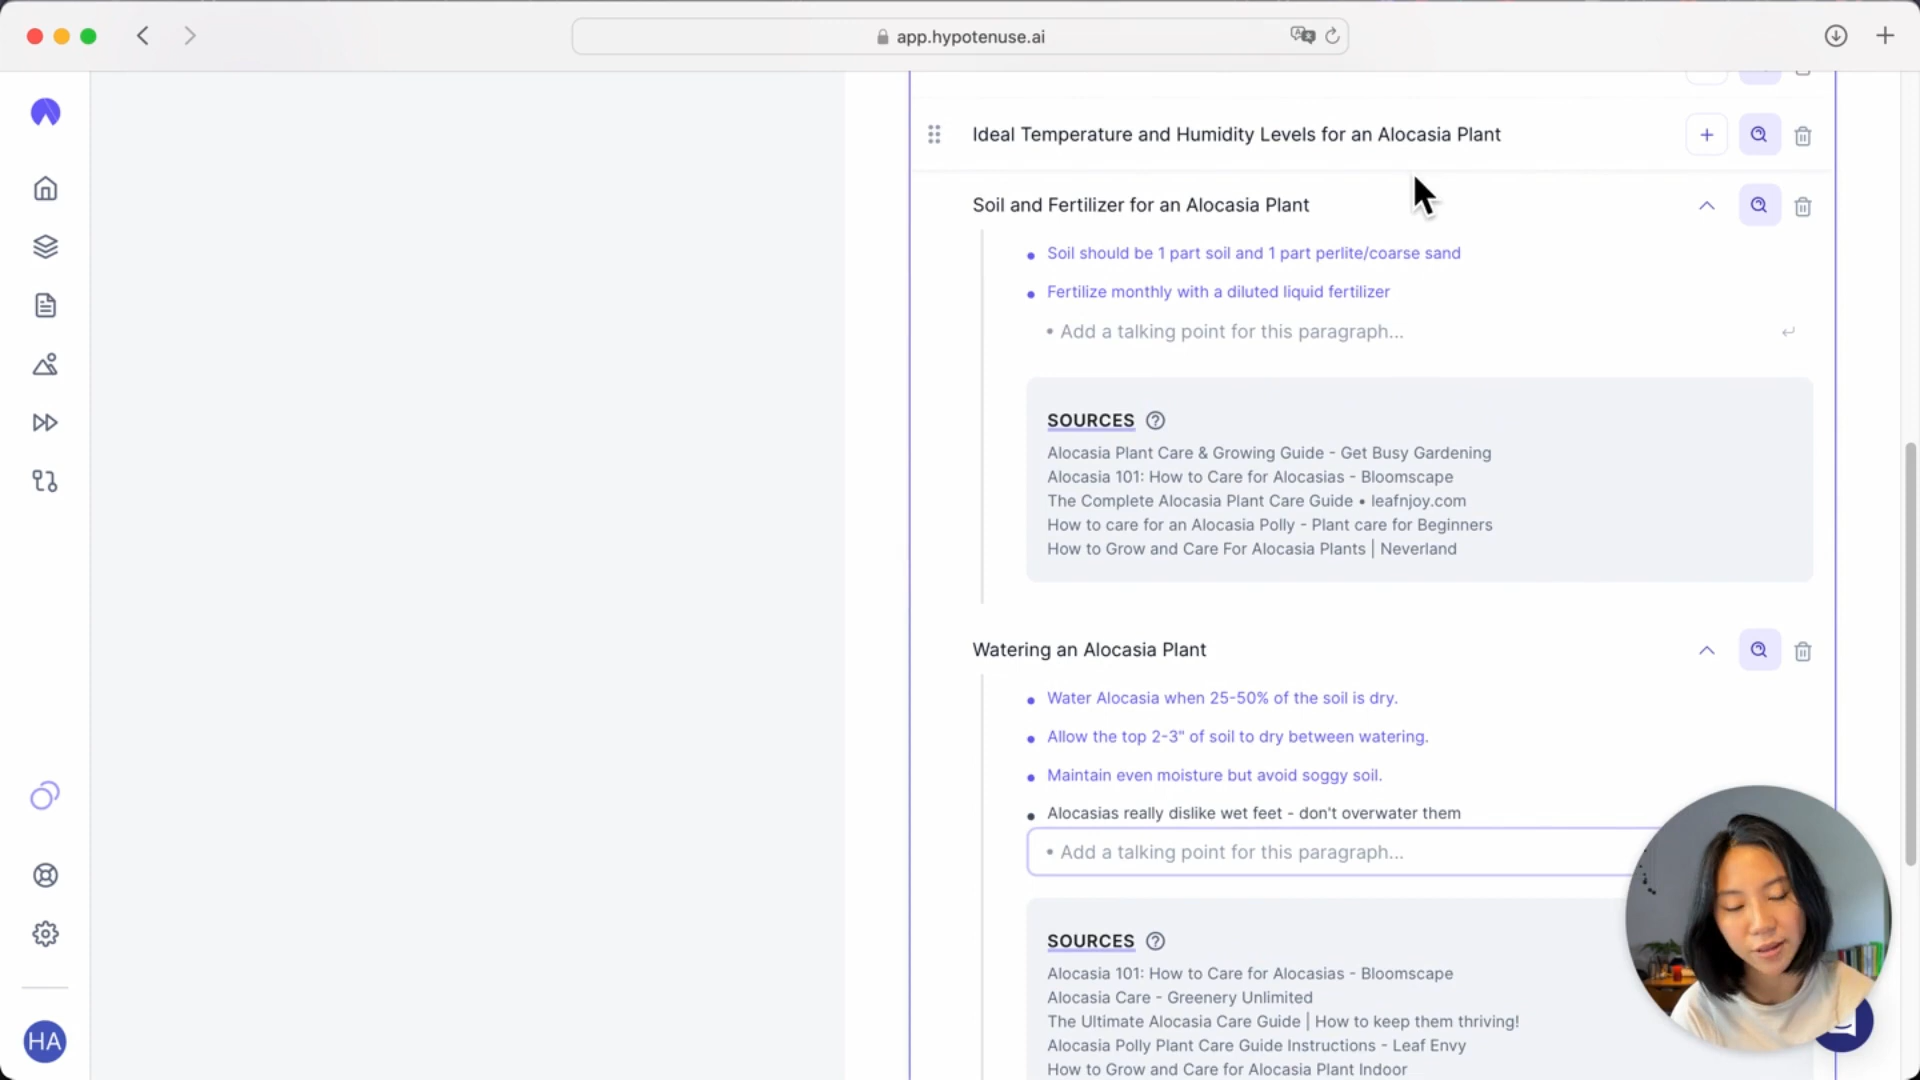 app.hypotenuse.ai
Ideal Temperature and Humidity Levels for an Alocasia Plant
Soil and Fertilizer for an Alocasia Plant
• Soil should be 1 part soil and 1 part perlite/coarse sand
• Fertilize monthly with a diluted liquid fertilizer
• Add a talking point for this paragraph...
SOURCES
Alocasia Plant Care & Growing Guide - Get Busy Gardening
Alocasia 101: How to Care for Alocasias - Bloomscape
The Complete Alocasia Plant Care Guide • leafnjoy.com
How to care for an Alocasia Polly - Plant care for Beginners
How to Grow and Care For Alocasia Plants | Neverland
Watering an Alocasia Plant
• Water Alocasia when 25-50% of the soil is dry.
• Allow the top 2-3" of soil to dry between watering.
• Maintain even moisture but avoid soggy soil.
• Alocasias really dislike wet feet - don't overwater them
• Add a talking point for this paragraph...
SOURCES
Alocasia 101: How to Care for Alocasias - Bloomscape
Alocasia Care - Greenery Unlimited
The Ultimate Alocasia Care Guide | How to keep them thriving!
Alocasia Polly Plant Care Guide Instructions - Leaf Envy
How to Grow and Care for Alocasia Plant Indoor
HA